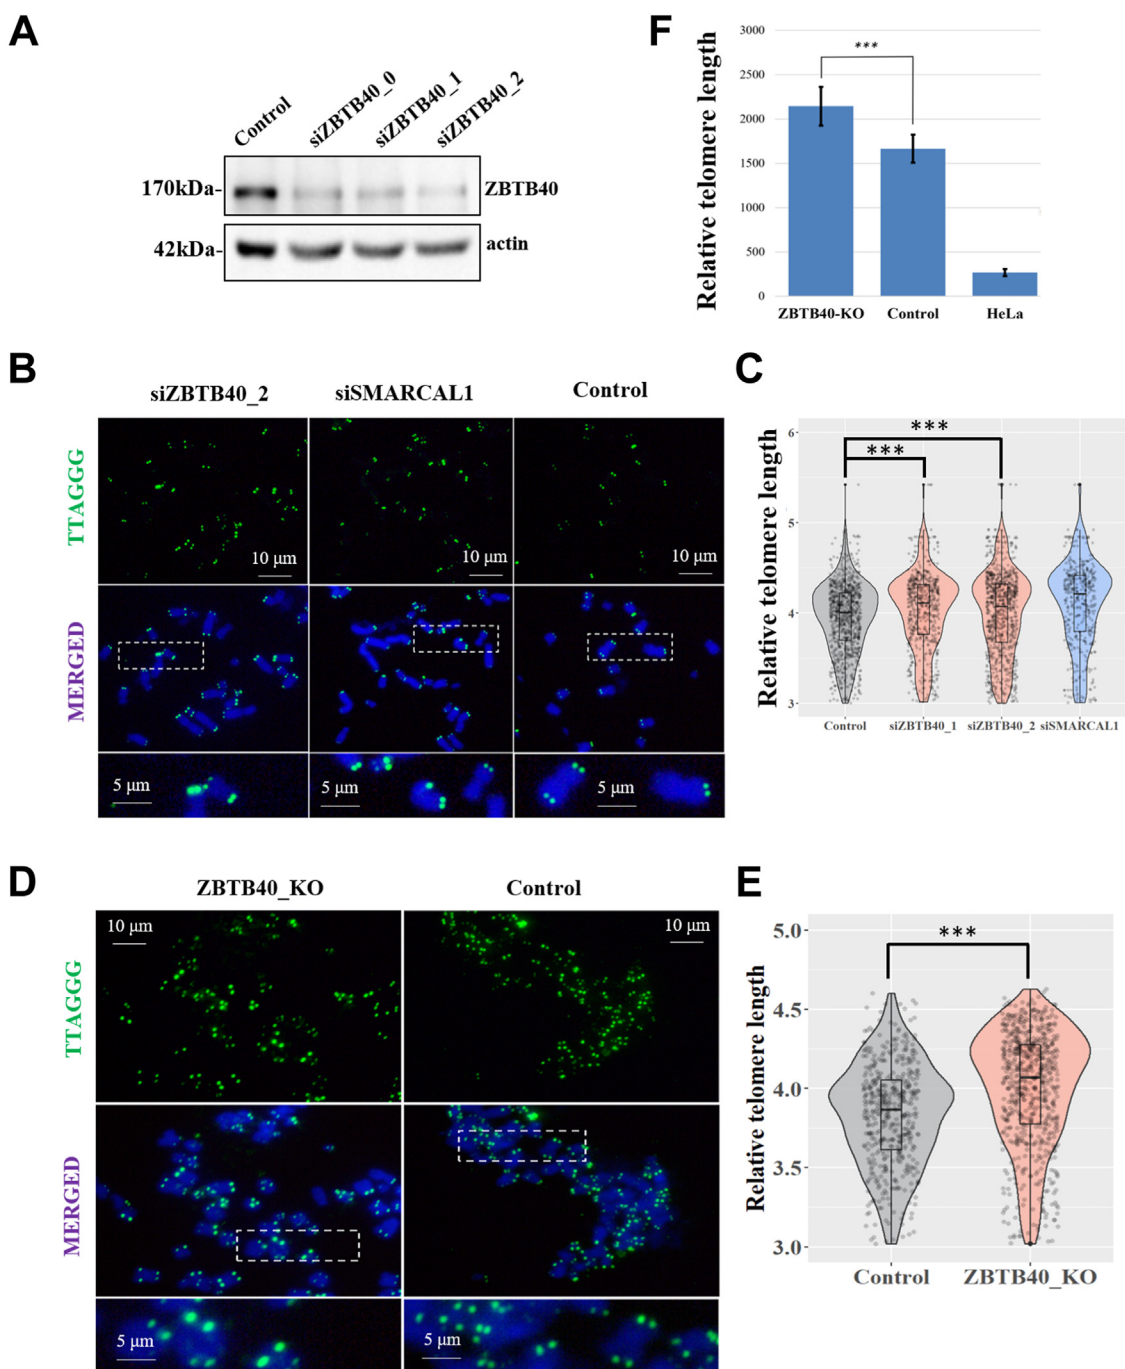 A
Control
siZBTB40_0
siZBTB40_1
siZBTB40_2
170kDa-
ZBTB40
42kDa-
actin
F
Relative telomere length
3000
2500
2000
1500
1000
500
0
***
ZBTB40-KO
Control
HeLa
B
siZBTB40_2
siSMARCAL1
Control
TTAGGG
10 μm
10 μm
10 μm
MERGED
5 μm
5 μm
5 μm
C
Relative telomere length
6
5
4
3
***
***
Control
siZBTB40_1
siZBTB40_2
siSMARCAL1
D
ZBTB40_KO
Control
TTAGGG
10 μm
10 μm
MERGED
5 μm
5 μm
E
Relative telomere length
5.0
4.5
4.0
3.5
3.0
***
Control
ZBTB40_KO